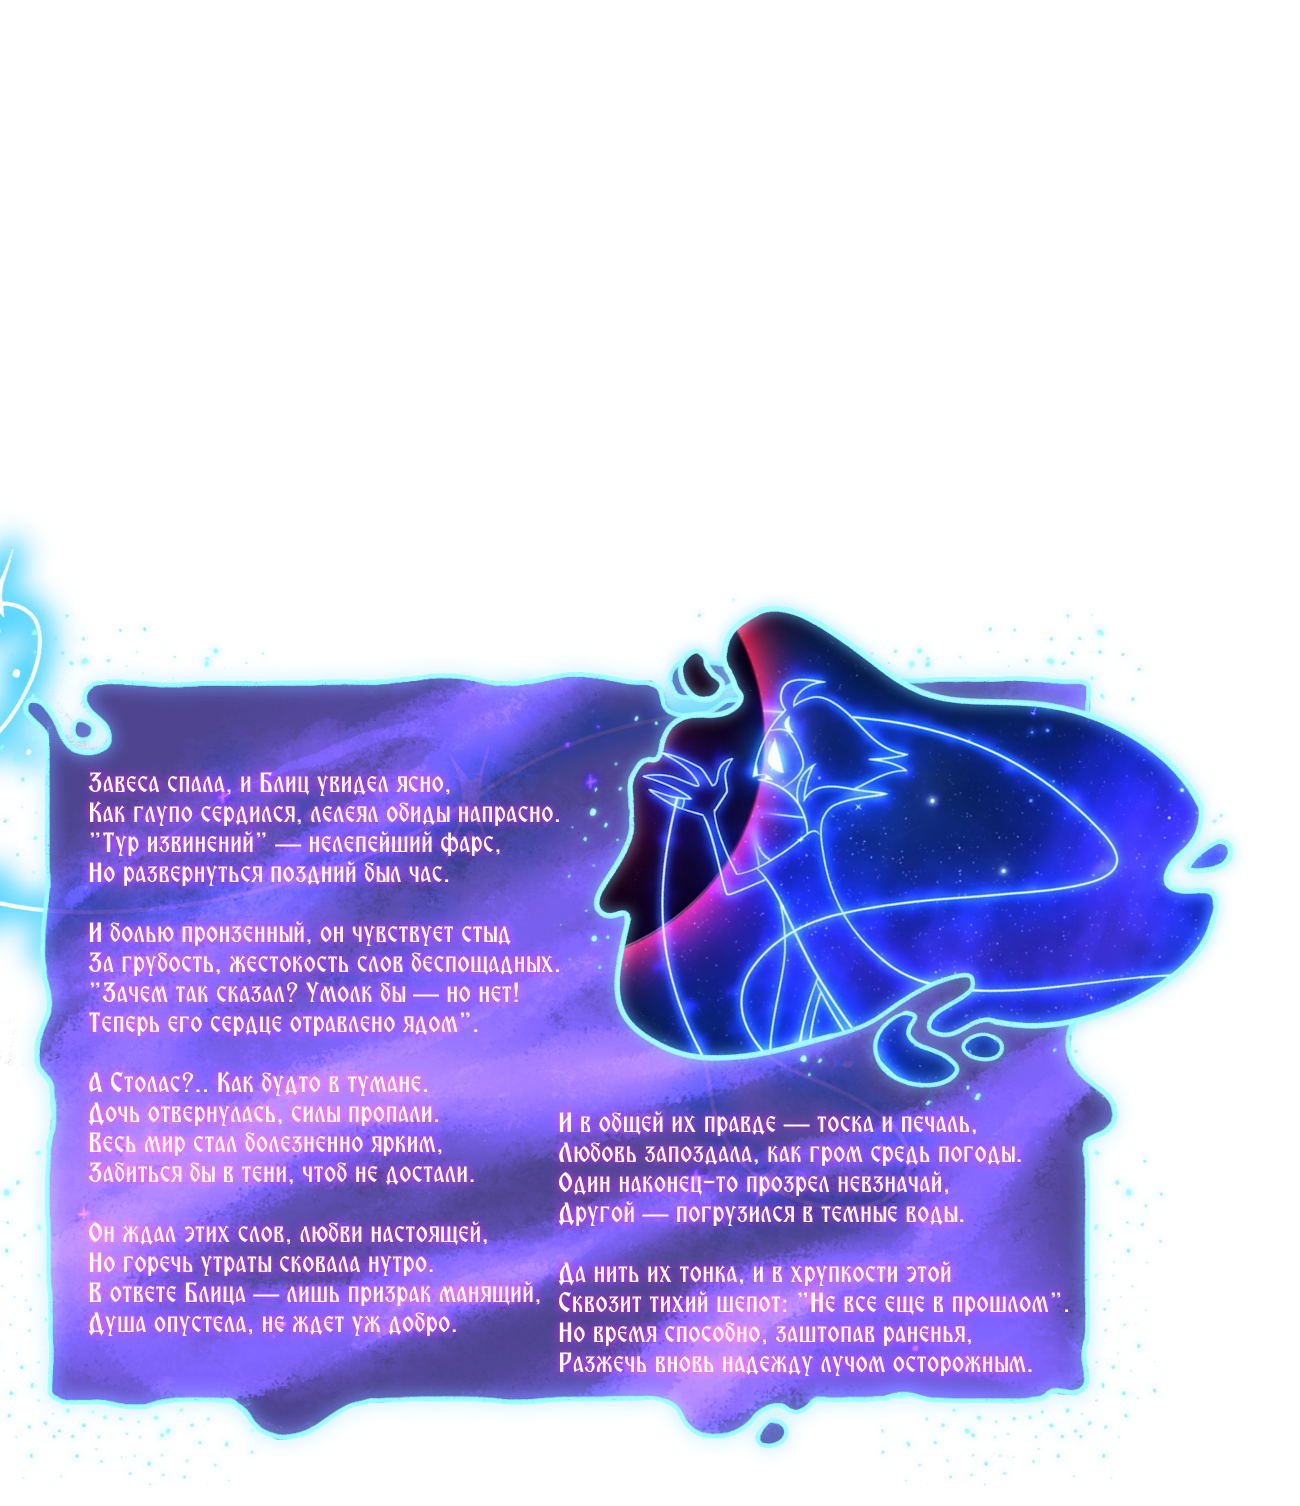 Завеса спала, и Блиц увидел ясно,
Как глупо сердился, лелеял обиды напрасно.
"Тур извинений" — нелепейший фарс,
Но развернуться поздний был час.
И болью пронзенный, он чувствует стыд
За грубость, жестокость слов беспощадных.
"Зачем так сказал? Умолк бы — но нет!
Теперь его сердце отравлено ядом".
А Столас?.. Как будто в тумане.
Дочь отвернулась, силы пропали.
Весь мир стал болезненно ярким,
Забиться бы в тени, чтоб не достали.
Он ждал этих слов, любви настоящей,
Но горечь утраты сковала нутро.
В ответе Блица — лишь призрак манящий,
Душа опустела, не ждет уж добро.
И в общей их правде — тоска и печаль,
Любовь запоздала, как гром средь погоды.
Один наконец-то прозрел невзначай,
Другой — погрузился в темные воды.
Да нить их тонка, и в хрупкости этой
Сквозит тихий шепот: "Не все еще в прошлом".
Но время способно, заштопав раненья,
Разжечь вновь надежду лучом осторожным.